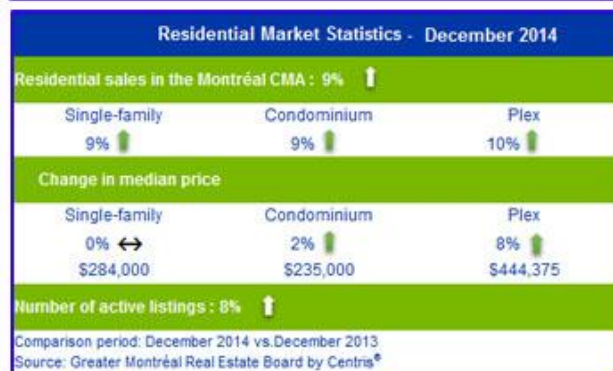 Residential Market Statistics - December 2014
Residential sales in the Montréal CMA : 9%
Single-family Condominium Plex
9% 9% 10%
Change in median price
Single-family Condominium Plex
0% 2% 8%
$284,000 $235,000 $444,375
Number of active listings : 8%
Comparison period: December 2014 vs.December 2013
Source: Greater Montréal Real Estate Board by Centris®